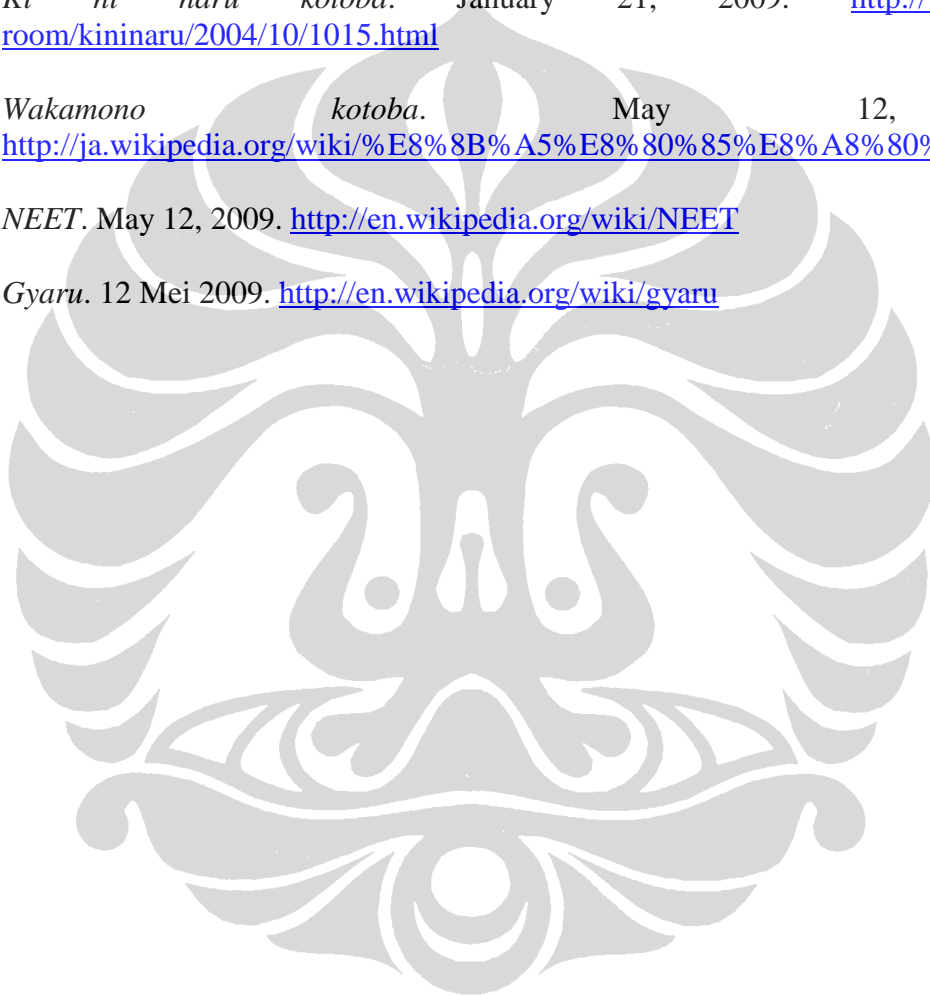 Ki ni naru kotoba. January 21, 2009. http://
room/kininaru/2004/10/1015.html
Wakamono kotoba. May 12,
http://ja.wikipedia.org/wiki/%E8%8B%A5%E8%80%85%E8%A8%80%
NEET. May 12, 2009. http://en.wikipedia.org/wiki/NEET
Gyaru. 12 Mei 2009. http://en.wikipedia.org/wiki/gyaru